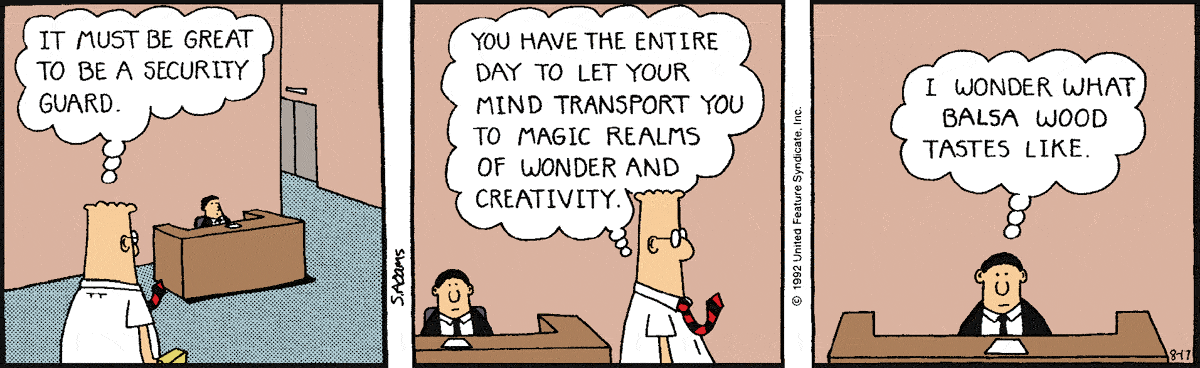 IT MUST BE GREAT
TO BE A SECURITY
GUARD.
YOU HAVE THE ENTIRE
DAY TO LET YOUR
MIND TRANSPORT YOU
TO MAGIC REALMS
OF WONDER AND
CREATIVITY.
S.ADAMS
© 1992 United Feature Syndicate, Inc.
I WONDER WHAT
BALSA WOOD
TASTES LIKE.
8-17